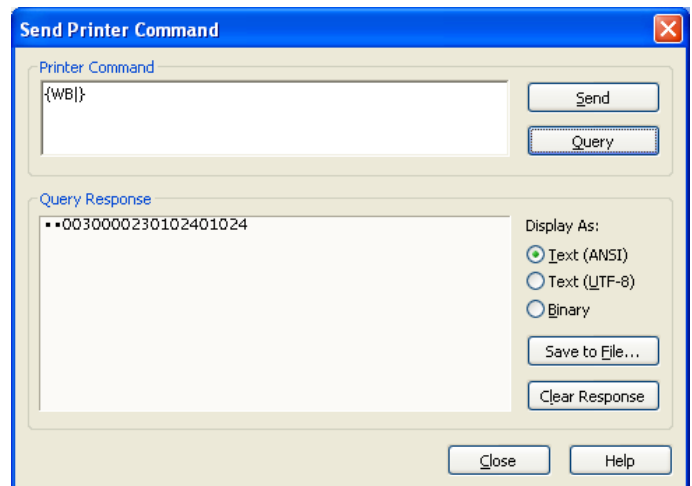 Send Printer Command
Printer Command
{WB|}
Send
Query
Query Response
▪▪0030000230102401024
Display As:
Text (ANSI)
Text (UTF-8)
Binary
Save to File...
Clear Response
Close
Help